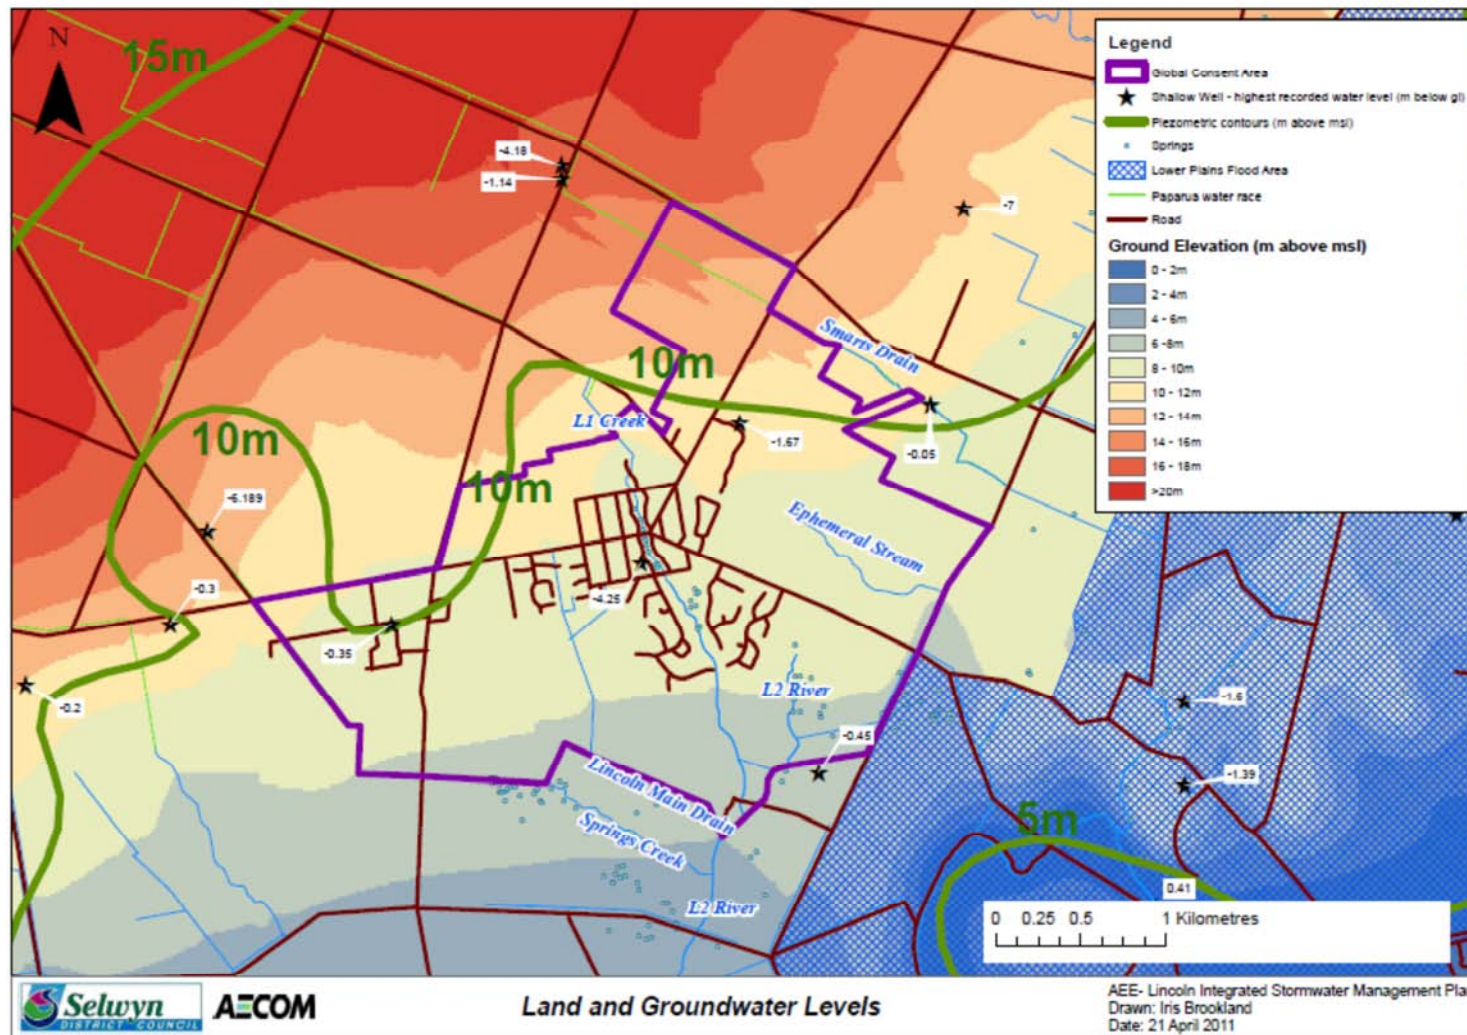 N
15m
10m
10m
10m
5m
-4.18
-1.14
-7
-1.67
-0.05
-6.189
-0.3
-0.2
-0.35
-4.25
-0.45
-1.6
-1.39
0.41
Smarts Drain
L1 Creek
Ephemeral Stream
L2 River
Lincoln Main Drain
Springs Creek
L2 River
Legend
Global Consent Area
Shallow Well - highest recorded water level (m below gl)
Piezometric contours (m above msl)
Springs
Lower Plains Flood Area
Paparua water race
Road
Ground Elevation (m above msl)
0 - 2m
2 - 4m
4 - 6m
6 -8m
8 - 10m
10 - 12m
12 - 14m
14 - 16m
16 - 18m
>20m
0 0.25 0.5 1 Kilometres
Selwyn
DISTRICT COUNCIL
AECOM
Land and Groundwater Levels
AEE- Lincoln Integrated Stormwater Management Pla
Drawn: Iris Brookland
Date: 21 April 2011